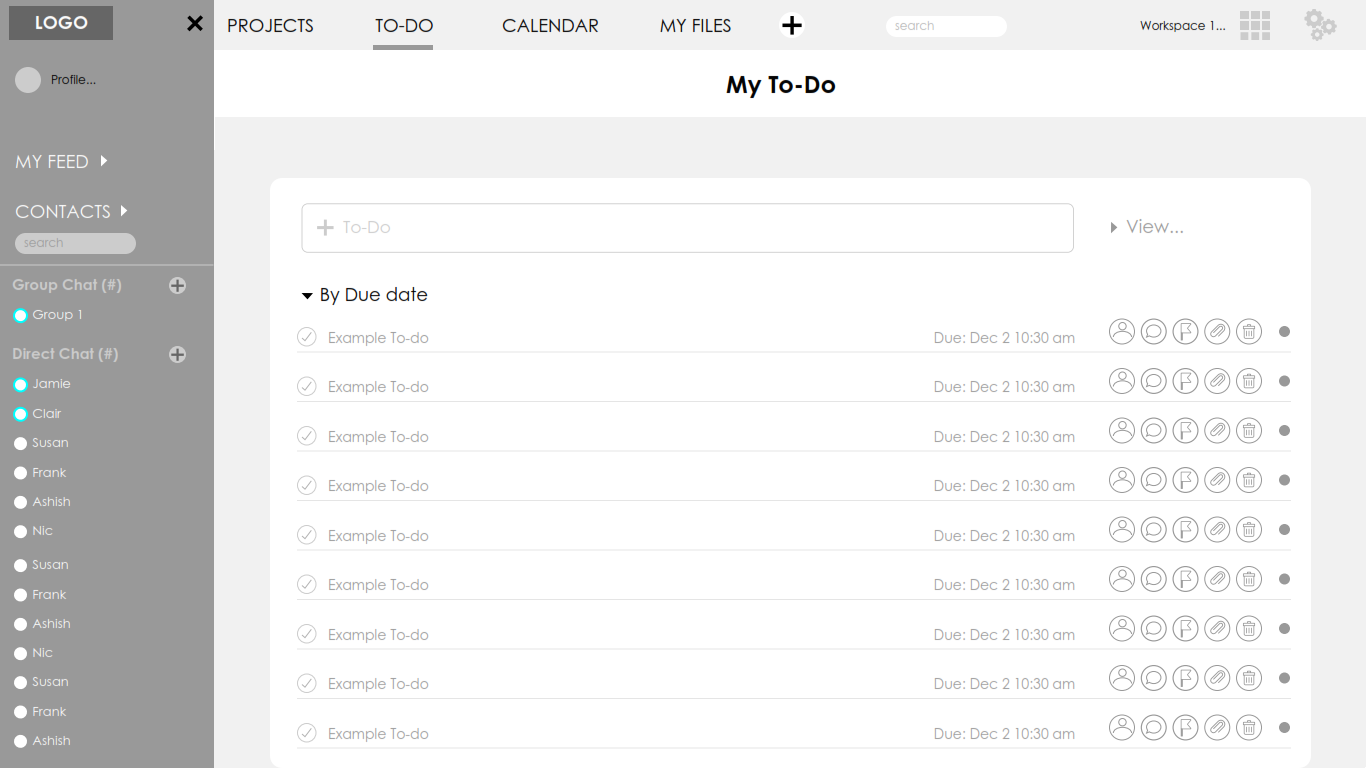 LOGO
Profile...
MY FEED
CONTACTS
search
Group Chat (#)
Group 1
Direct Chat (#)
Jamie
Clair
Susan
Frank
Ashish
Nic
Susan
Frank
Ashish
Nic
Susan
Frank
Ashish
PROJECTS TO-DO CALENDAR MY FILES search Workspace 1...
My To-Do
To-Do View...
By Due date
Example To-do Due: Dec 2 10:30 am
Example To-do Due: Dec 2 10:30 am
Example To-do Due: Dec 2 10:30 am
Example To-do Due: Dec 2 10:30 am
Example To-do Due: Dec 2 10:30 am
Example To-do Due: Dec 2 10:30 am
Example To-do Due: Dec 2 10:30 am
Example To-do Due: Dec 2 10:30 am
Example To-do Due: Dec 2 10:30 am